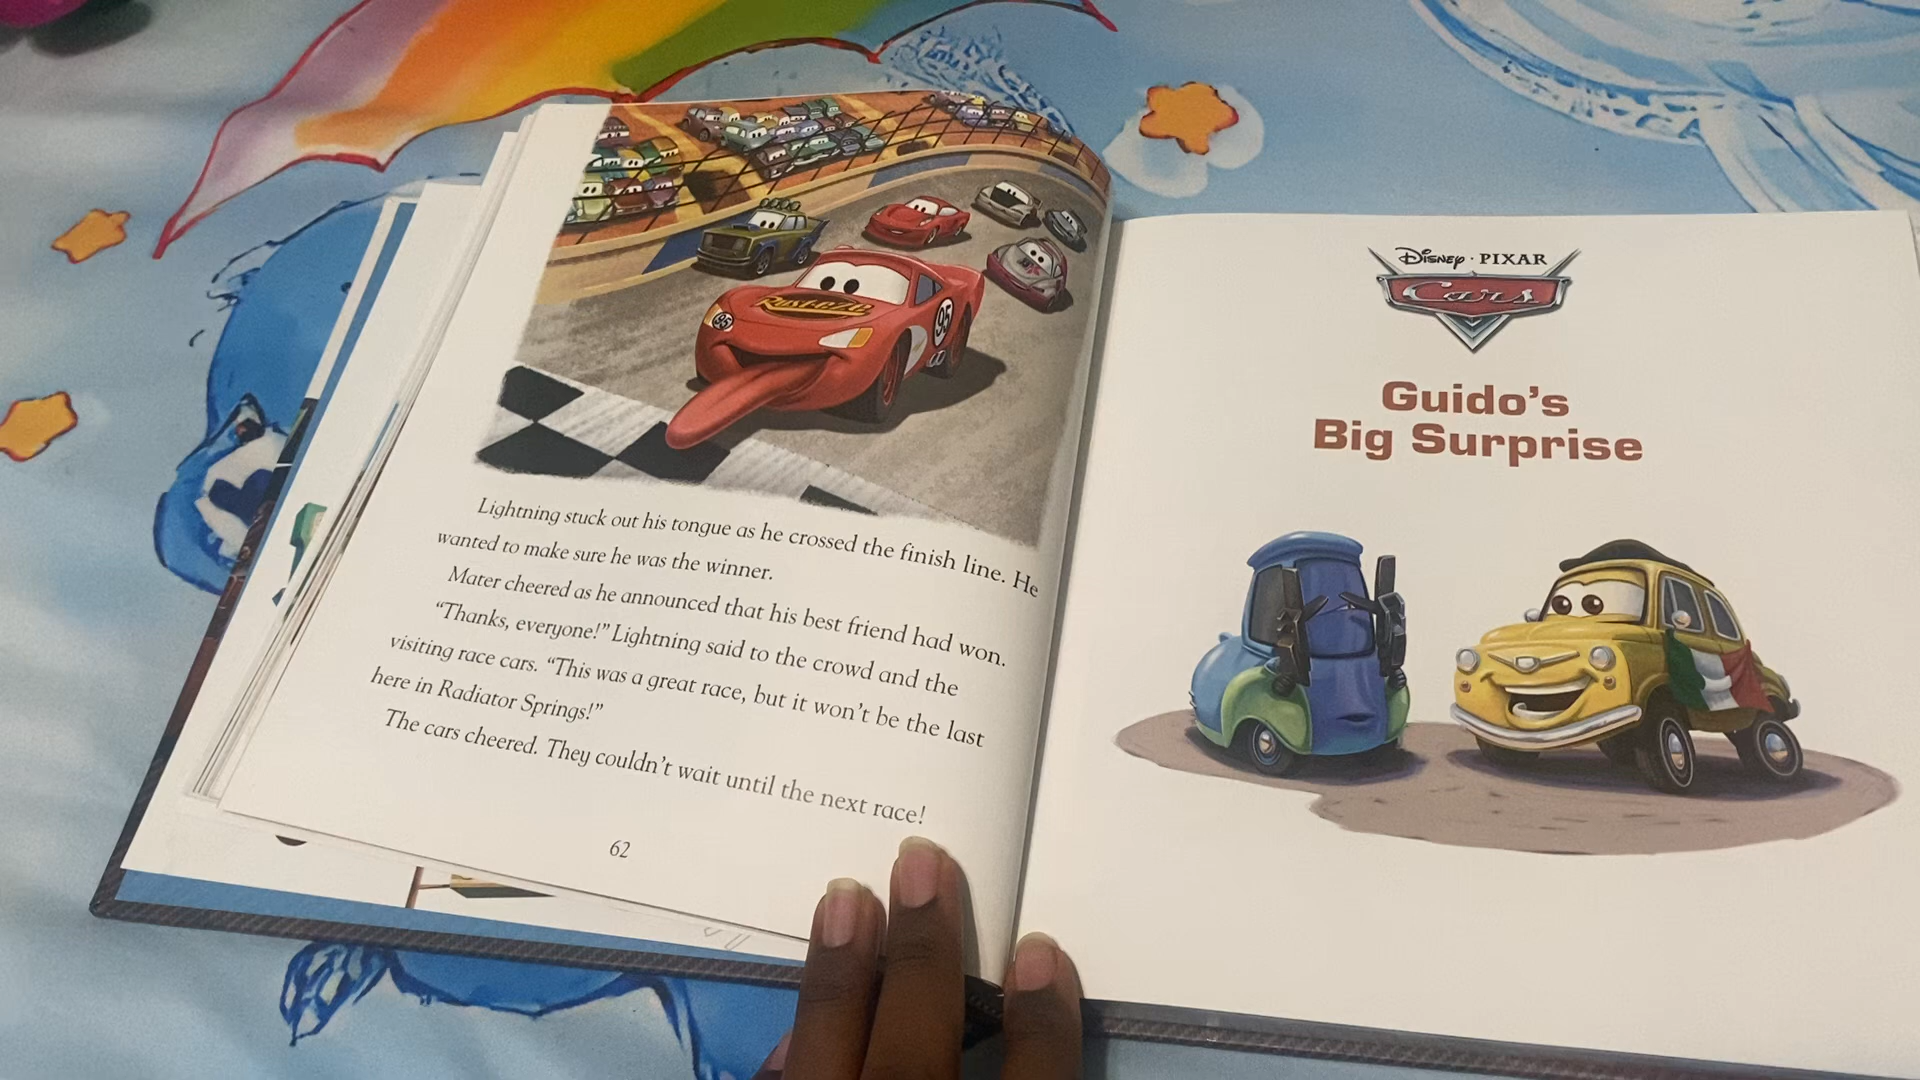 RUST-EZE
95
95
Lightning stuck out his tongue as he crossed the finish line. He
wanted to make sure he was the winner.
Mater cheered as he announced that his best friend had won.
“Thanks, everyone!” Lightning said to the crowd and the
visiting race cars. “This was a great race, but it won’t be the last
here in Radiator Springs!”
The cars cheered. They couldn’t wait until the next race!
62
Disney · PIXAR
Cars
Guido’s
Big Surprise